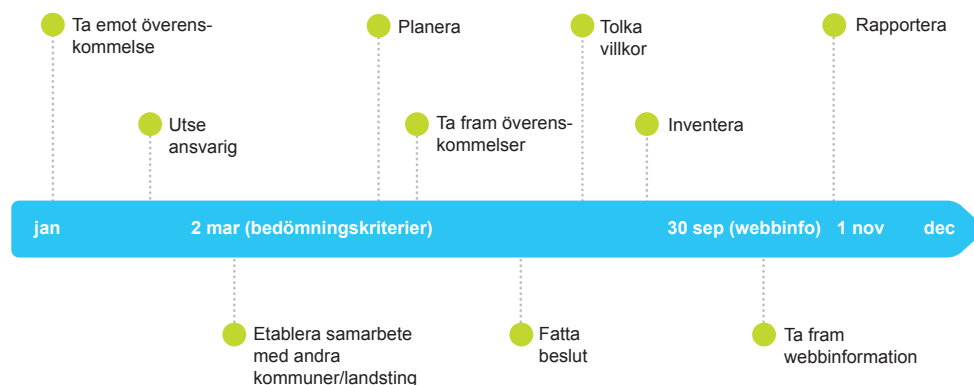 Ta emot överens-
kommelse
Planera
Tolka
villkor
Rapportera
Utse
ansvarig
Ta fram överens-
kommelser
Inventera
jan
2 mar (bedömningskriterier)
30 sep (webbinfo)
1 nov
dec
Etablera samarbete
med andra
kommuner/landsting
Fatta
beslut
Ta fram
webbinformation